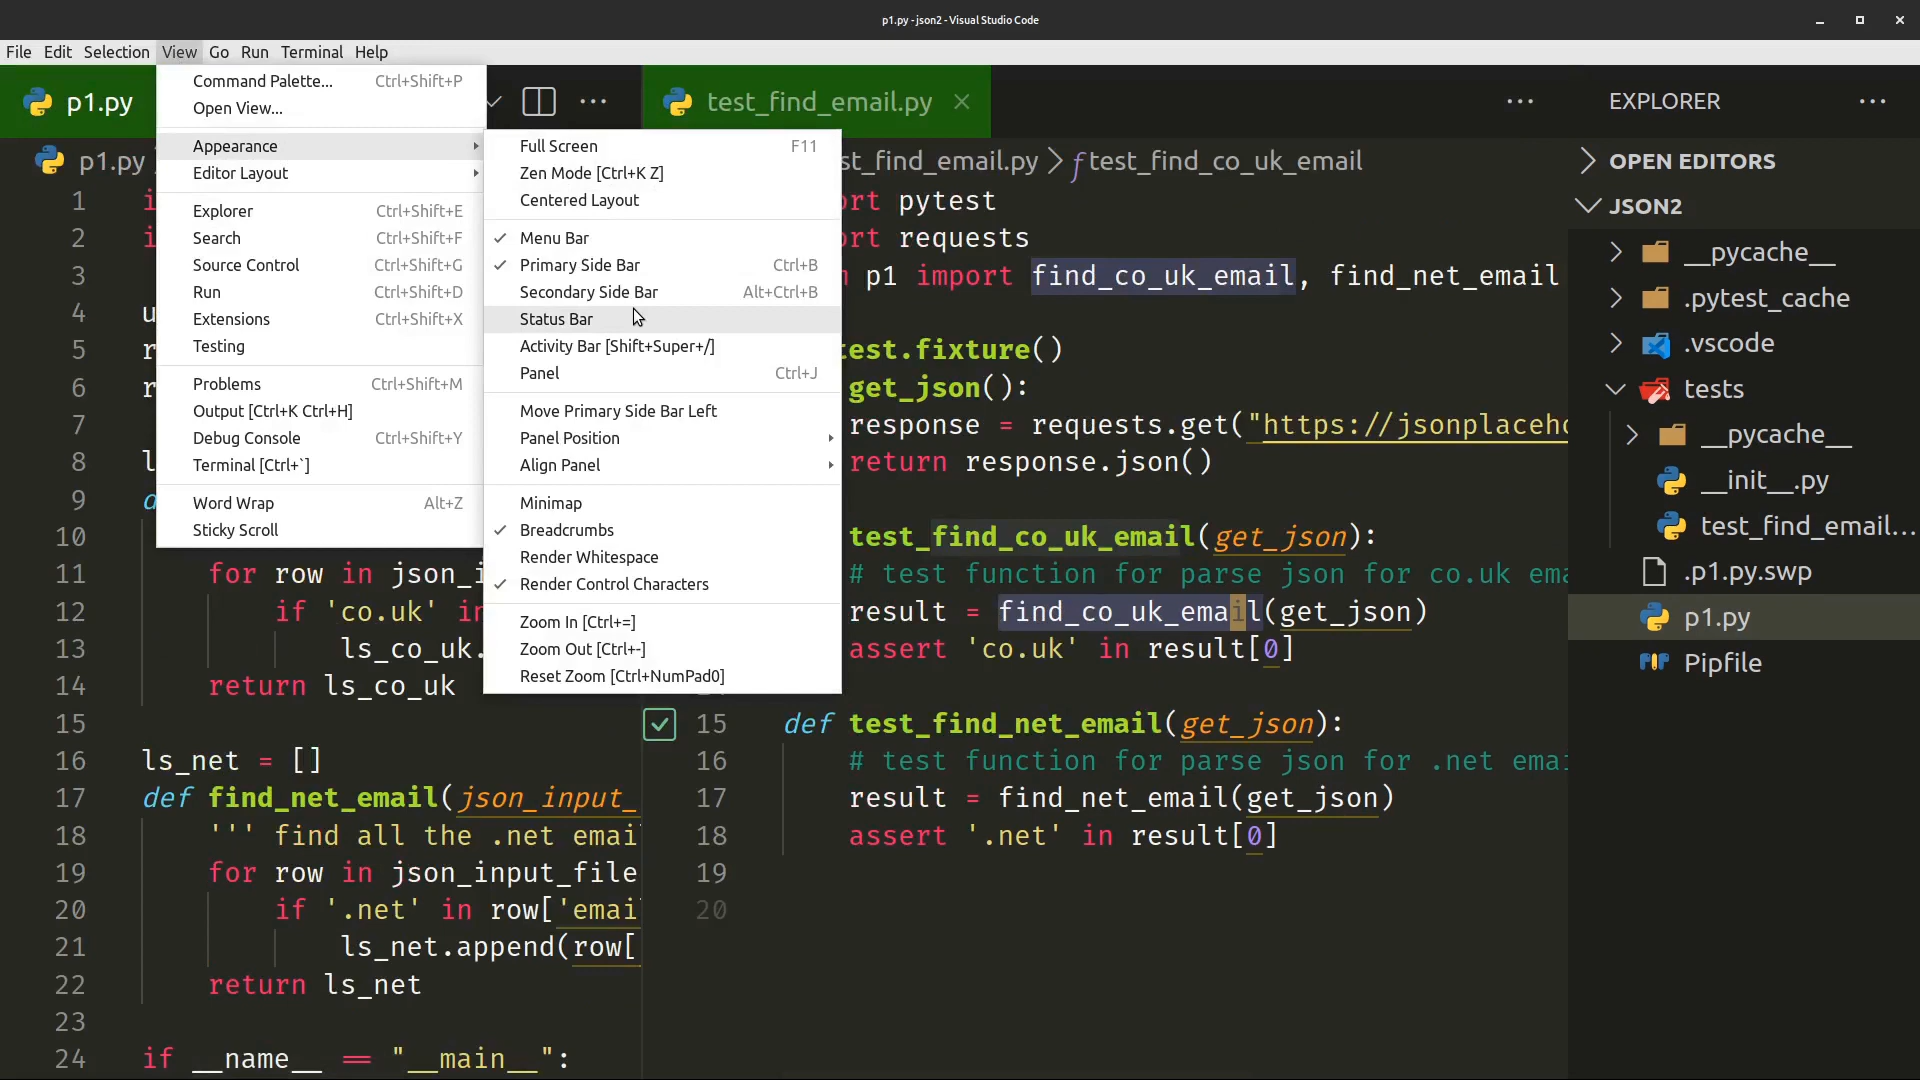 p1.py - json2 - Visual Studio Code
File Edit Selection View Go Run Terminal Help
p1.py
Command Palette... Ctrl+Shift+P
Open View...
Appearance
Editor Layout
Explorer Ctrl+Shift+E
Search Ctrl+Shift+F
Source Control Ctrl+Shift+G
Run Ctrl+Shift+D
Extensions Ctrl+Shift+X
Testing
Problems Ctrl+Shift+M
Output [Ctrl+K Ctrl+H]
Debug Console Ctrl+Shift+Y
Terminal [Ctrl+`]
Word Wrap Alt+Z
Sticky Scroll
Full Screen F11
Zen Mode [Ctrl+K Z]
Centered Layout
Menu Bar
Primary Side Bar Ctrl+B
Secondary Side Bar Alt+Ctrl+B
Status Bar
Activity Bar [Shift+Super+/]
Panel Ctrl+J
Move Primary Side Bar Left
Panel Position
Align Panel
Minimap
Breadcrumbs
Render Whitespace
Render Control Characters
Zoom In [Ctrl+=]
Zoom Out [Ctrl+-]
Reset Zoom [Ctrl+NumPad0]
p1.py
1 i
2 i
3
4 u
5 r
6 r
7
8 l
9 d
10
11 for row in json_i
12 if 'co.uk' in
13 ls_co_uk.
14 return ls_co_uk
15
16 ls_net = []
17 def find_net_email(json_input_
18 ''' find all the .net emai
19 for row in json_input_file
20 if '.net' in row['emai
21 ls_net.append(row[
22 return ls_net
23
24 if __name__ == "__main__":
test_find_email.py
st_find_email.py > test_find_co_uk_email
ort pytest
ort requests
m p1 import find_co_uk_email, find_net_email
test.fixture()
get_json():
response = requests.get("https://jsonplaceho
return response.json()
test_find_co_uk_email(get_json):
# test function for parse json for co.uk ema
result = find_co_uk_email(get_json)
assert 'co.uk' in result[0]
15 def test_find_net_email(get_json):
16 # test function for parse json for .net emai
17 result = find_net_email(get_json)
18 assert '.net' in result[0]
19
20
EXPLORER
OPEN EDITORS
JSON2
__pycache__
.pytest_cache
.vscode
tests
__pycache__
__init__.py
test_find_email...
.p1.py.swp
p1.py
Pipfile